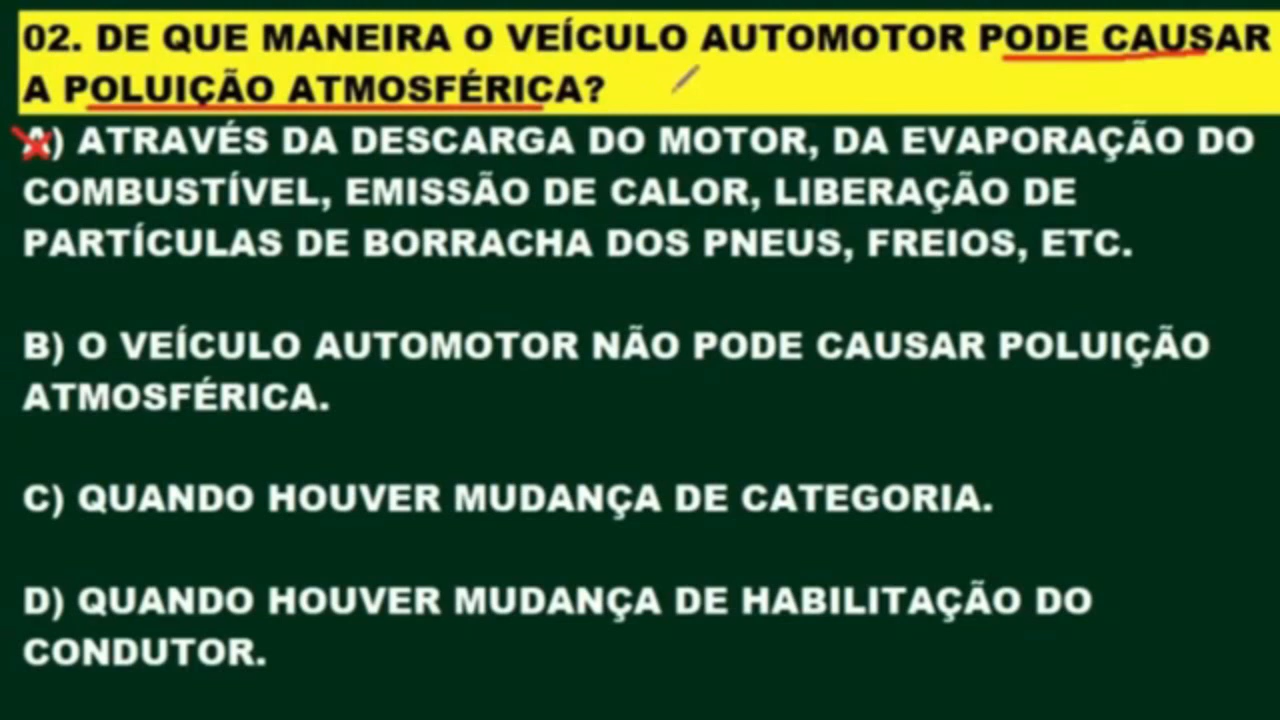 02. DE QUE MANEIRA O VEÍCULO AUTOMOTOR PODE CAUSAR
A POLUIÇÃO ATMOSFÉRICA?
A) ATRAVÉS DA DESCARGA DO MOTOR, DA EVAPORAÇÃO DO
COMBUSTÍVEL, EMISSÃO DE CALOR, LIBERAÇÃO DE
PARTÍCULAS DE BORRACHA DOS PNEUS, FREIOS, ETC.
B) O VEÍCULO AUTOMOTOR NÃO PODE CAUSAR POLUIÇÃO
ATMOSFÉRICA.
C) QUANDO HOUVER MUDANÇA DE CATEGORIA.
D) QUANDO HOUVER MUDANÇA DE HABILITAÇÃO DO
CONDUTOR.